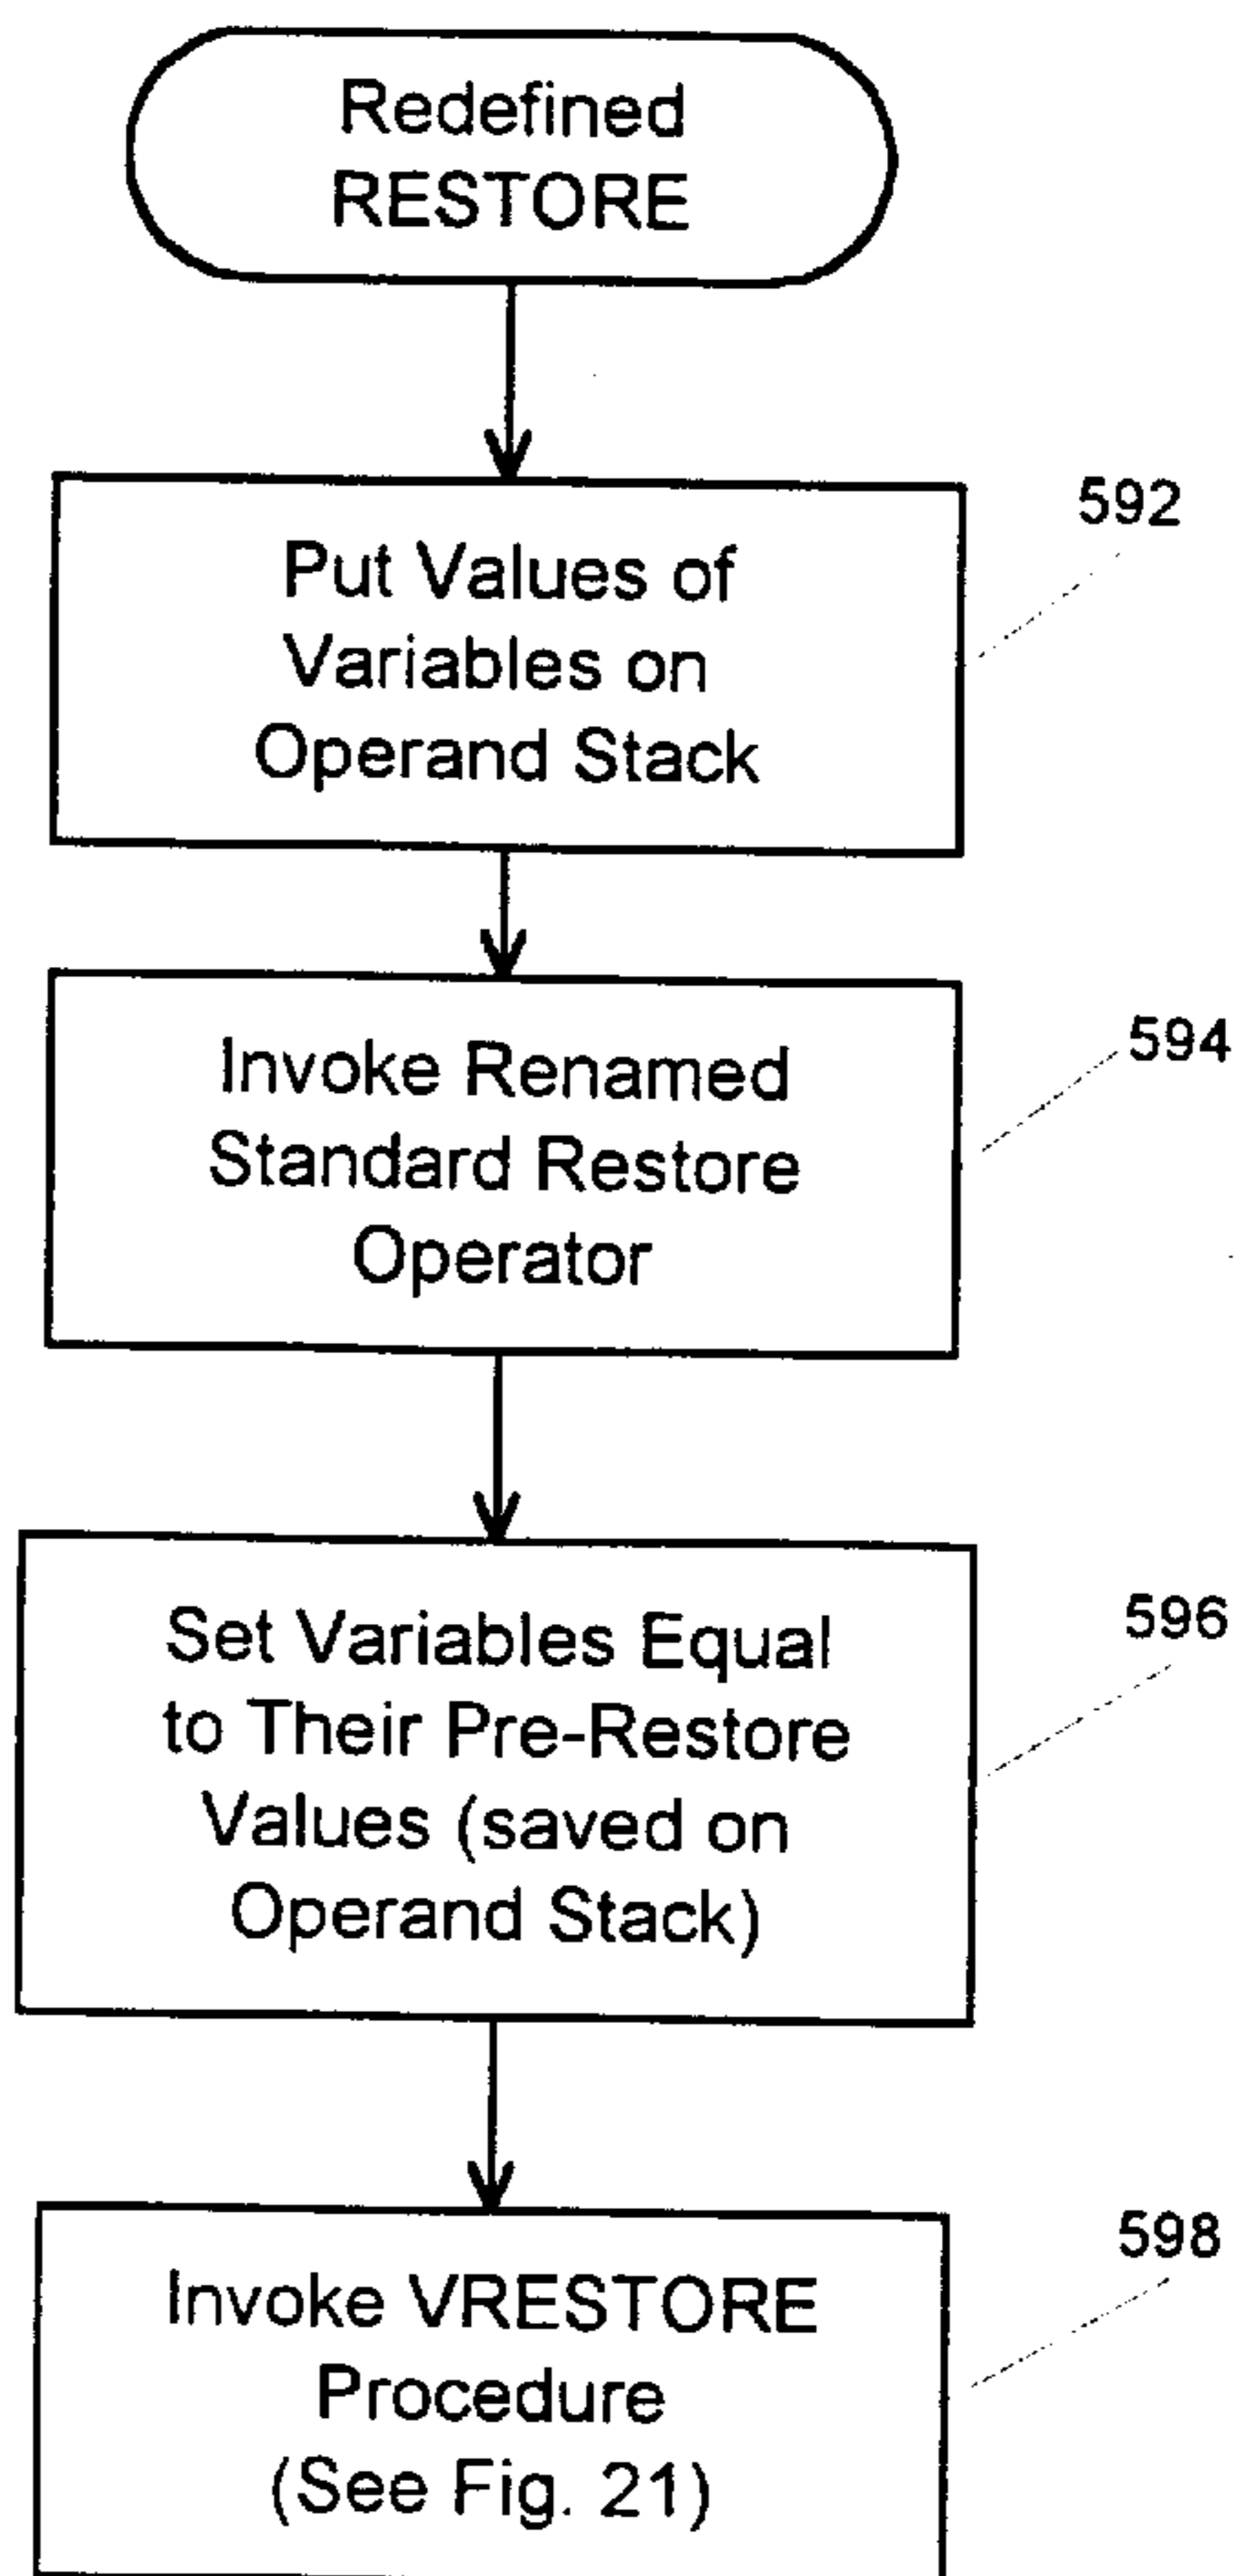 Redefined
RESTORE
592
Put Values of
Variables on
Operand Stack
594
Invoke Renamed
Standard Restore
Operator
596
Set Variables Equal
to Their Pre-Restore
Values (saved on
Operand Stack)
598
Invoke VRESTORE
Procedure
(See Fig. 21)